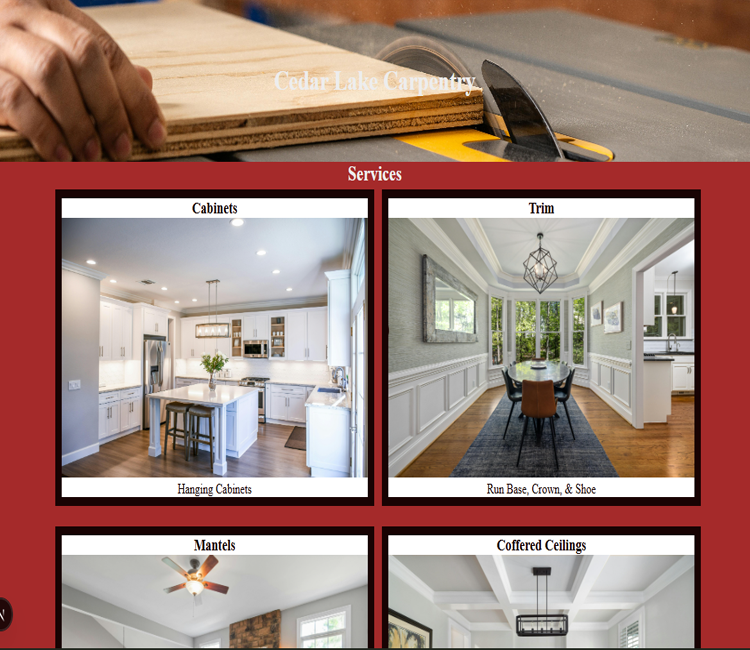 Cedar Lake Carpentry
Services
Cabinets
Trim
Hanging Cabinets
Run Base, Crown, & Shoe
Mantels
Coffered Ceilings